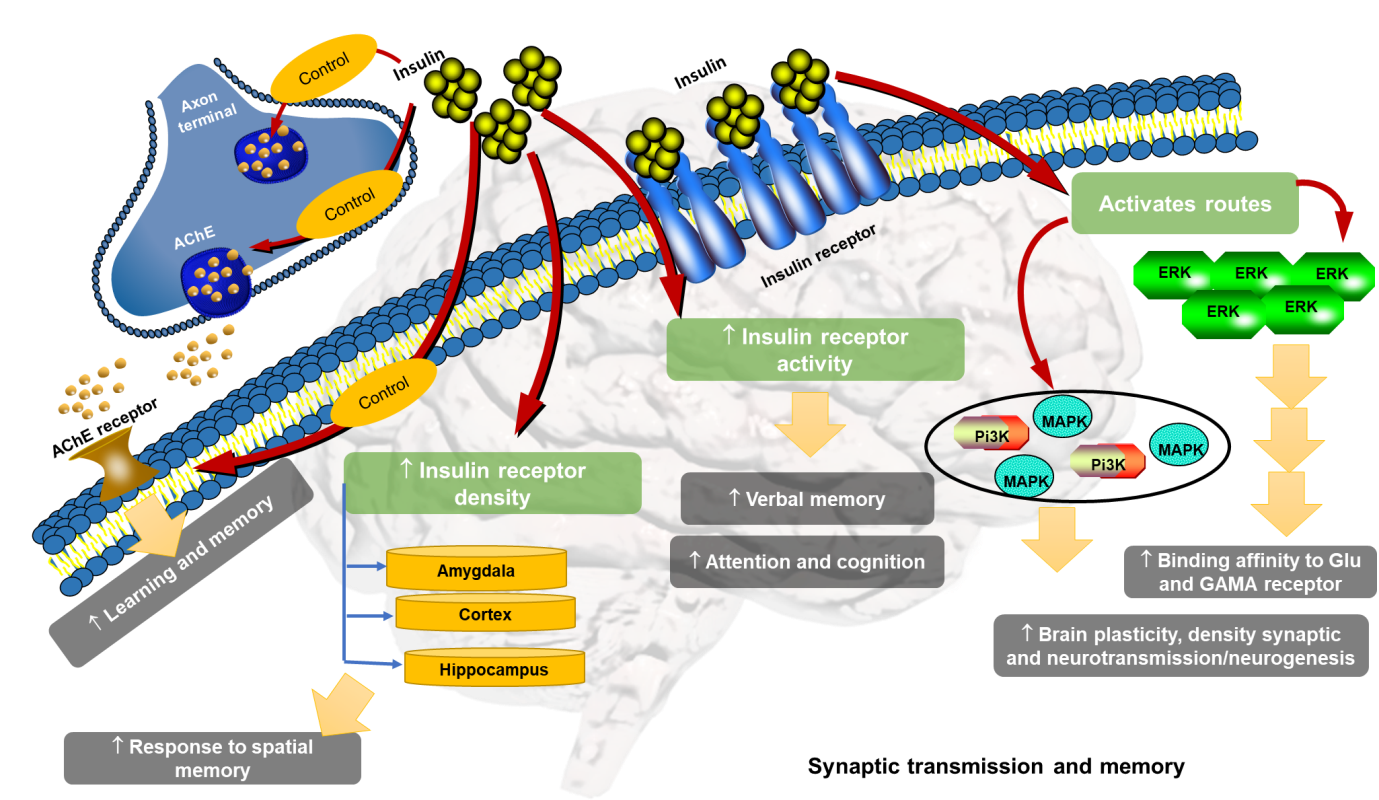 Control
Insulin
Axon
terminal
Control
AChE
AChE receptor
Control
Insulin
Insulin receptor
Activates routes
ERK
ERK
ERK
ERK
ERK
↑ Insulin receptor
activity
↑ Verbal memory
↑ Attention and cognition
Pi3K
MAPK
MAPK
Pi3K
MAPK
↑ Binding affinity to Glu
and GAMA receptor
↑ Brain plasticity, density synaptic
and neurotransmission/neurogenesis
↑ Insulin receptor
density
Amygdala
Cortex
Hippocampus
↑ Learning and memory
↑ Response to spatial
memory
Synaptic transmission and memory